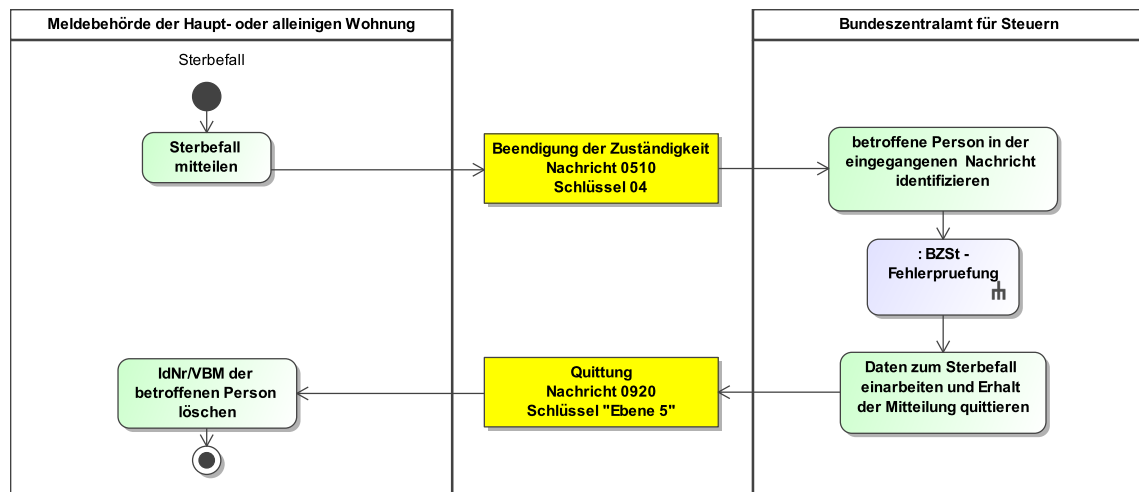 Meldebehörde der Haupt- oder alleinigen Wohnung
Bundeszentralamt für Steuern
Sterbefall
Sterbefall
mitteilen
Beendigung der Zuständigkeit
Nachricht 0510
Schlüssel 04
betroffene Person in der
eingegangenen Nachricht
identifizieren
: BZSt -
Fehlerpruefung
Daten zum Sterbefall
einarbeiten und Erhalt
der Mitteilung quittieren
Quittung
Nachricht 0920
Schlüssel "Ebene 5"
IdNr/VBM der
betroffenen Person
löschen